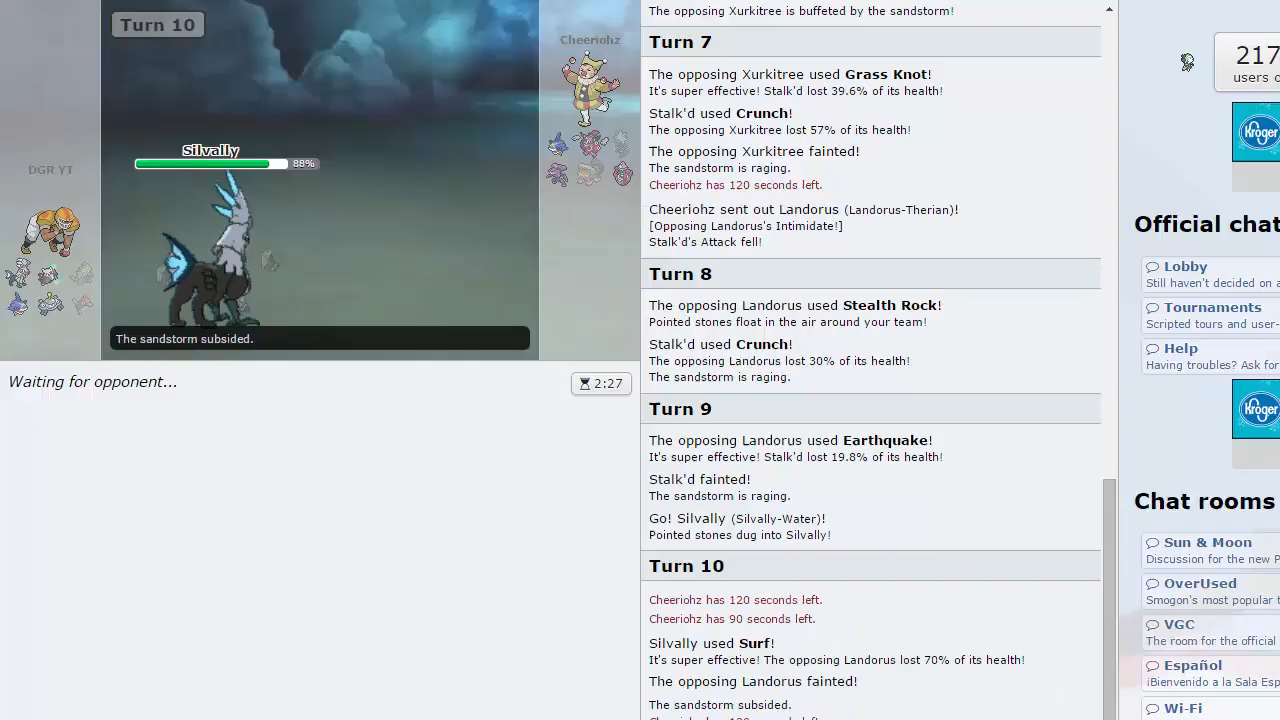 Turn 10
Cheeriohz
DGR YT
Silvally
88%
The sandstorm subsided.
Waiting for opponent...
2:27
The opposing Xurkitree is buffeted by the sandstorm!
Turn 7
The opposing Xurkitree used Grass Knot!
It's super effective! Stalk'd lost 39.6% of its health!
Stalk'd used Crunch!
The opposing Xurkitree lost 57% of its health!
The opposing Xurkitree fainted!
The sandstorm is raging.
Cheeriohz has 120 seconds left.
Cheeriohz sent out Landorus (Landorus-Therian)!
[Opposing Landorus's Intimidate!]
Stalk'd's Attack fell!
Turn 8
The opposing Landorus used Stealth Rock!
Pointed stones float in the air around your team!
Stalk'd used Crunch!
The opposing Landorus lost 30% of its health!
The sandstorm is raging.
Turn 9
The opposing Landorus used Earthquake!
It's super effective! Stalk'd lost 19.8% of its health!
Stalk'd fainted!
The sandstorm is raging.
Go! Silvally (Silvally-Water)!
Pointed stones dug into Silvally!
Turn 10
Cheeriohz has 120 seconds left.
Cheeriohz has 90 seconds left.
Silvally used Surf!
It's super effective! The opposing Landorus lost 70% of its health!
The opposing Landorus fainted!
The sandstorm subsided.
217
users o
Kroger
Official chat
Lobby
Still haven't decided on a
Tournaments
Scripted tours and user-
Help
Having troubles? Ask for
Kroger
Chat rooms
Sun & Moon
Discussion for the new P
OverUsed
Smogon's most popular t
VGC
The room for the official
Español
¡Bienvenido a la Sala Esp
Wi-Fi